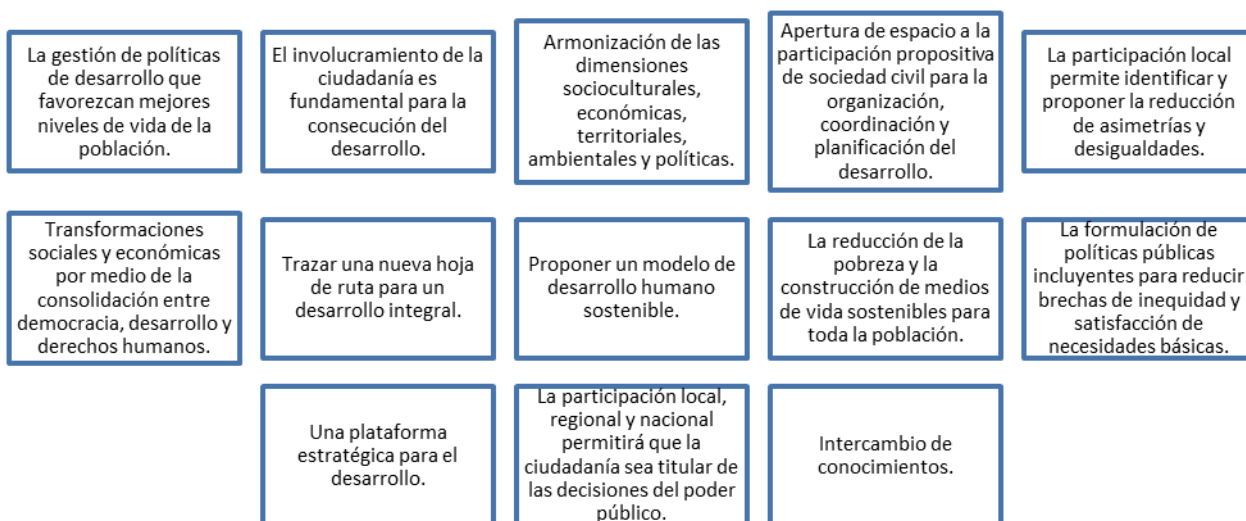 La gestión de políticas
de desarrollo que
favorezcan mejores
niveles de vida de la
población.
El involucramiento de la
ciudadanía es
fundamental para la
consecución del
desarrollo.
Armonización de las
dimensiones
socioculturales,
económicas,
territoriales,
ambientales y políticas.
Apertura de espacio a la
participación propositiva
de sociedad civil para la
organización,
coordinación y
planificación del
desarrollo.
La participación local
permite identificar y
proponer la reducción
de asimetrías y
desigualdades.
Transformaciones
sociales y económicas
por medio de la
consolidación entre
democracia, desarrollo y
derechos humanos.
Trazar una nueva hoja
de ruta para un
desarrollo integral.
Proponer un modelo de
desarrollo humano
sostenible.
La reducción de la
pobreza y la
construcción de medios
de vida sostenibles para
toda la población.
La formulación de
políticas públicas
incluyentes para reducir
brechas de inequidad y
satisfacción de
necesidades básicas.
Una plataforma
estratégica para el
desarrollo.
La participación local,
regional y nacional
permitirá que la
ciudadanía sea titular de
las decisiones del poder
público.
Intercambio de
conocimientos.